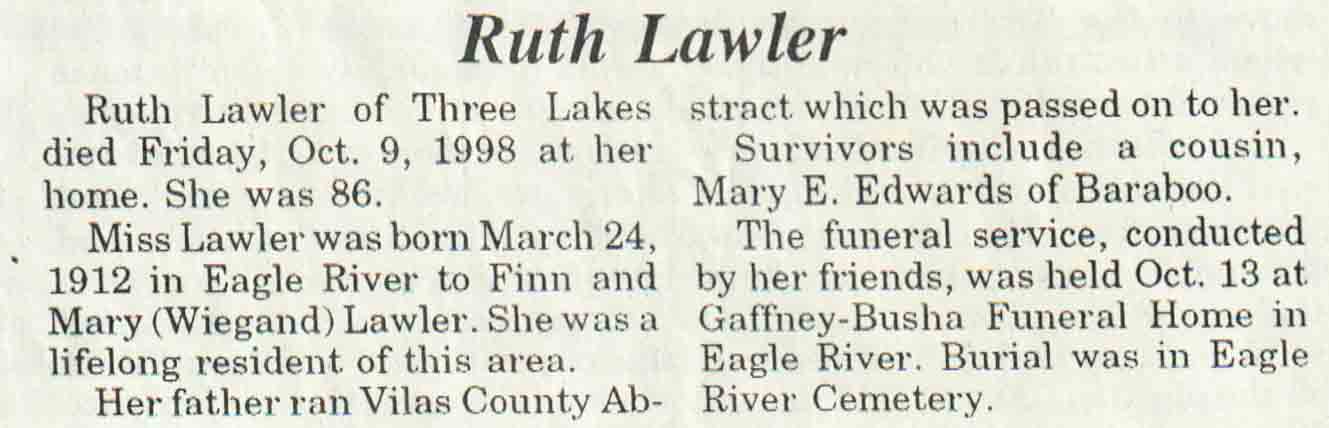 Ruth Lawler
Ruth Lawler of Three Lakes
died Friday, Oct. 9, 1998 at her
home. She was 86.
Miss Lawler was born March 24,
1912 in Eagle River to Finn and
Mary (Wiegand) Lawler. She was a
lifelong resident of this area.
Her father ran Vilas County Ab-
stract which was passed on to her.
Survivors include a cousin,
Mary E. Edwards of Baraboo.
The funeral service, conducted
by her friends, was held Oct. 13 at
Gaffney-Busha Funeral Home in
Eagle River. Burial was in Eagle
River Cemetery.